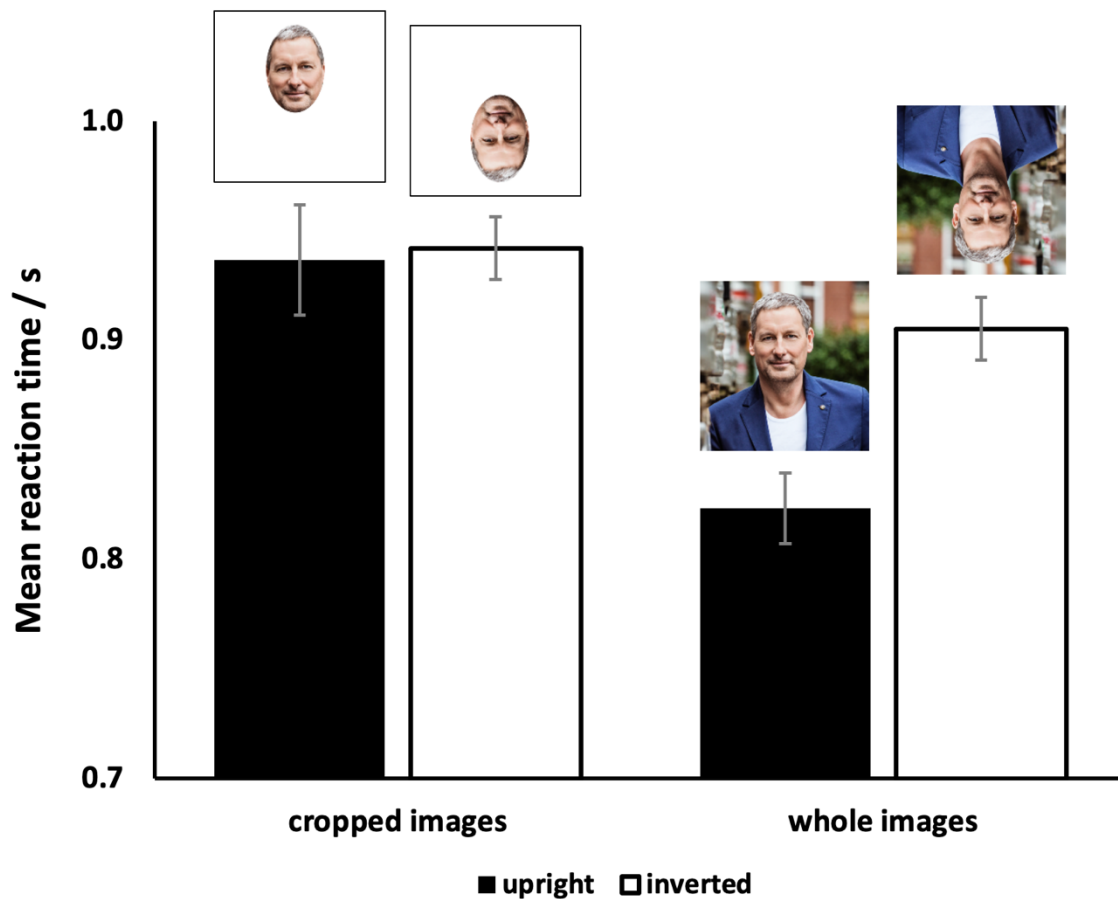 Mean reaction time / s
1.0
0.9
0.8
0.7
cropped images
whole images
upright
inverted